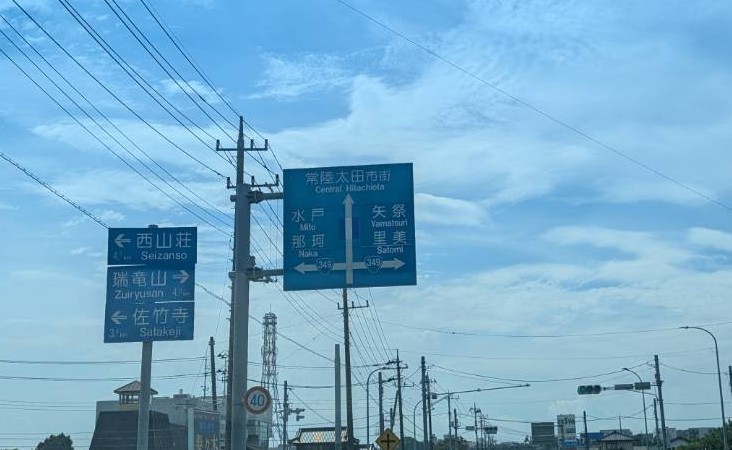 常陸太田市街
Central Hitachiota
水戸
Mito
那珂
Naka
矢祭
Yamatsuri
里美
Satomi
349
349
西山荘
Seizanso
瑞竜山
Zuiryusan
佐竹寺
Satakeji
40